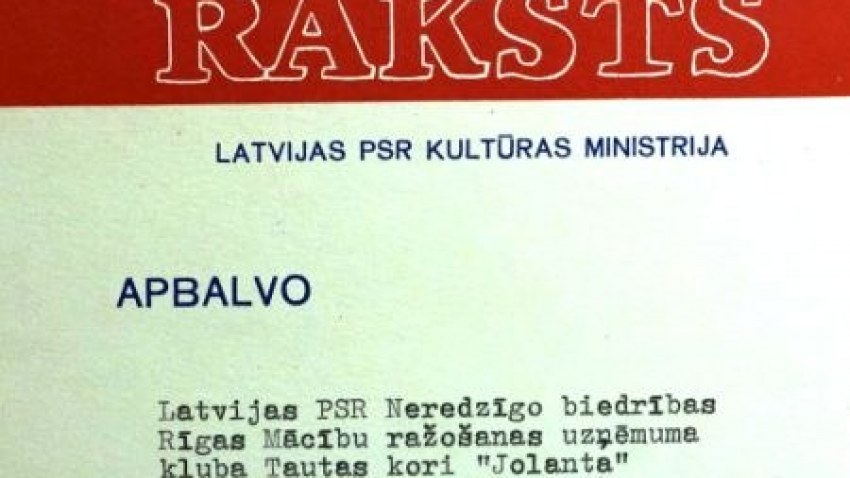 RAKSTS
LATVIJAS PSR KULTŪRAS MINISTRIJA
APBALVO
Latvijas PSR Neredzīgo biedrības
Rīgas Mācību ražošanas uzņēmuma
kluba Tautas kori "Jolanta"